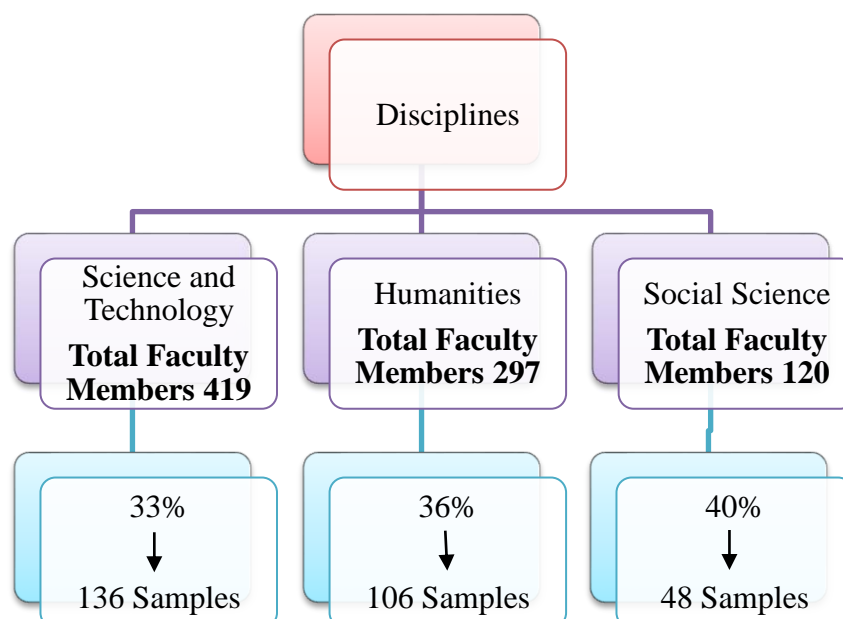 Disciplines
Science and
Technology
Total Faculty
Members 419
Humanities
Total Faculty
Members 297
Social Science
Total Faculty
Members 120
33%
136 Samples
36%
106 Samples
40%
48 Samples